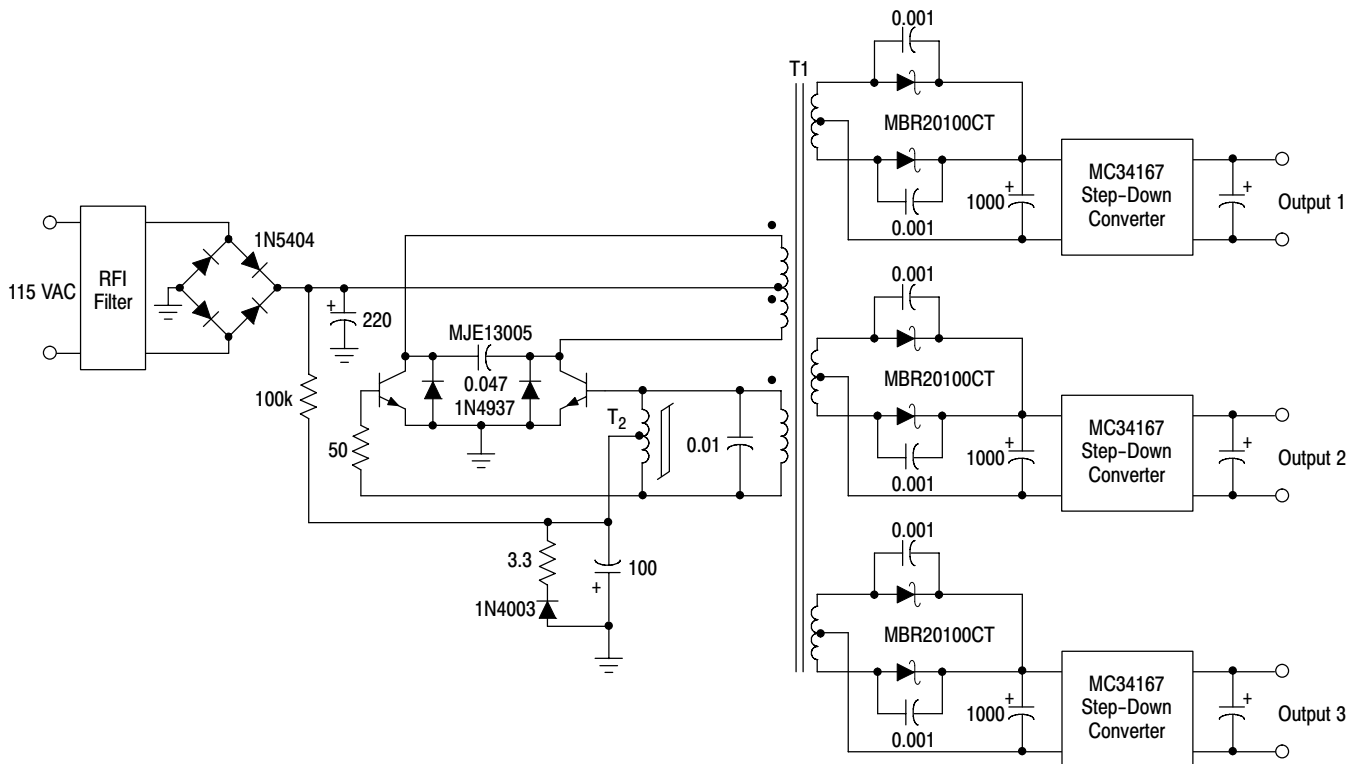 0.001
T1
MBR20100CT
MC34167
Step-Down
Converter
+
1000
+
Output 1
0.001
1N5404
115 VAC
RFI
Filter
+
220
MJE13005
0.047
1N4937
100k
50
T2
0.01
3.3
100
+
1N4003
0.001
MBR20100CT
MC34167
Step-Down
Converter
+
1000
+
Output 2
0.001
0.001
MBR20100CT
MC34167
Step-Down
Converter
+
1000
+
Output 3
0.001